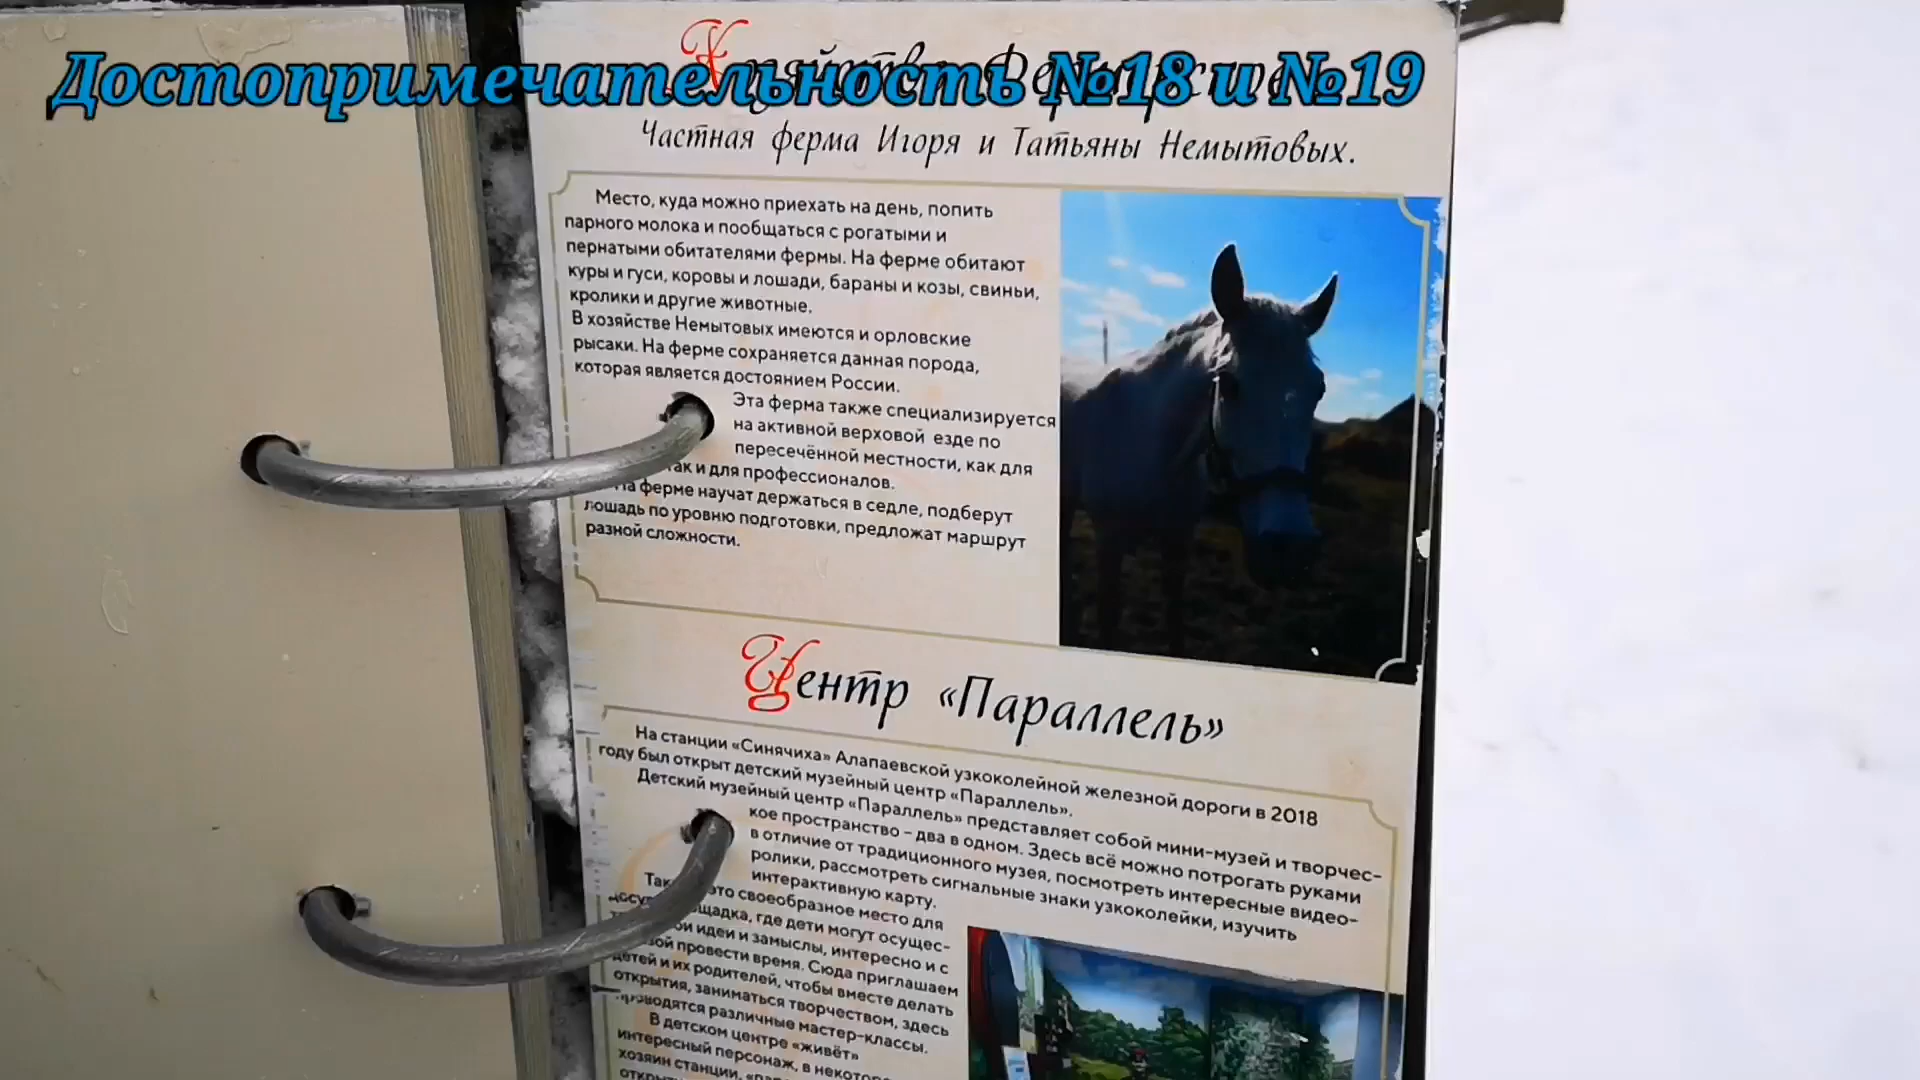 Достопримечательность №18 и №19
Частная ферма Игоря и Татьяны Немытовых.
Место, куда можно приехать на день, попить
парного молока и пообщаться с рогатыми и
пернатыми обитателями фермы. На ферме обитают
куры и гуси, коровы и лошади, бараны и козы, свиньи,
кролики и другие животные.
В хозяйстве Немытовых имеются и орловские
рысаки. На ферме сохраняется данная порода,
которая является достоянием России.
Эта ферма также специализируется
на активной верховой езде по
пересечённой местности, как для
так и для профессионалов.
На ферме научат держаться в седле, подберут
лошадь по уровню подготовки, предложат маршрут
разной сложности.
Центр «Параллель»
На станции «Синячиха» Алапаевской узкоколейной железной дороги в 2018
году был открыт детский музейный центр «Параллель».
Детский музейный центр «Параллель» представляет собой мини-музей и творчес-
кое пространство – два в одном. Здесь всё можно потрогать руками
в отличие от традиционного музея, посмотреть интересные видео-
ролики, рассмотреть сигнальные знаки узкоколейки, изучить
интерактивную карту.
это своеобразное место для
где дети могут осущес-
идеи и замыслы, интересно и с
провести время. Сюда приглашаем
детей и их родителей, чтобы вместе делать
открытия, заниматься творчеством, здесь
проводятся различные мастер-классы.
В детском центре «живёт»
интересный персонаж, в
хозяин станции,